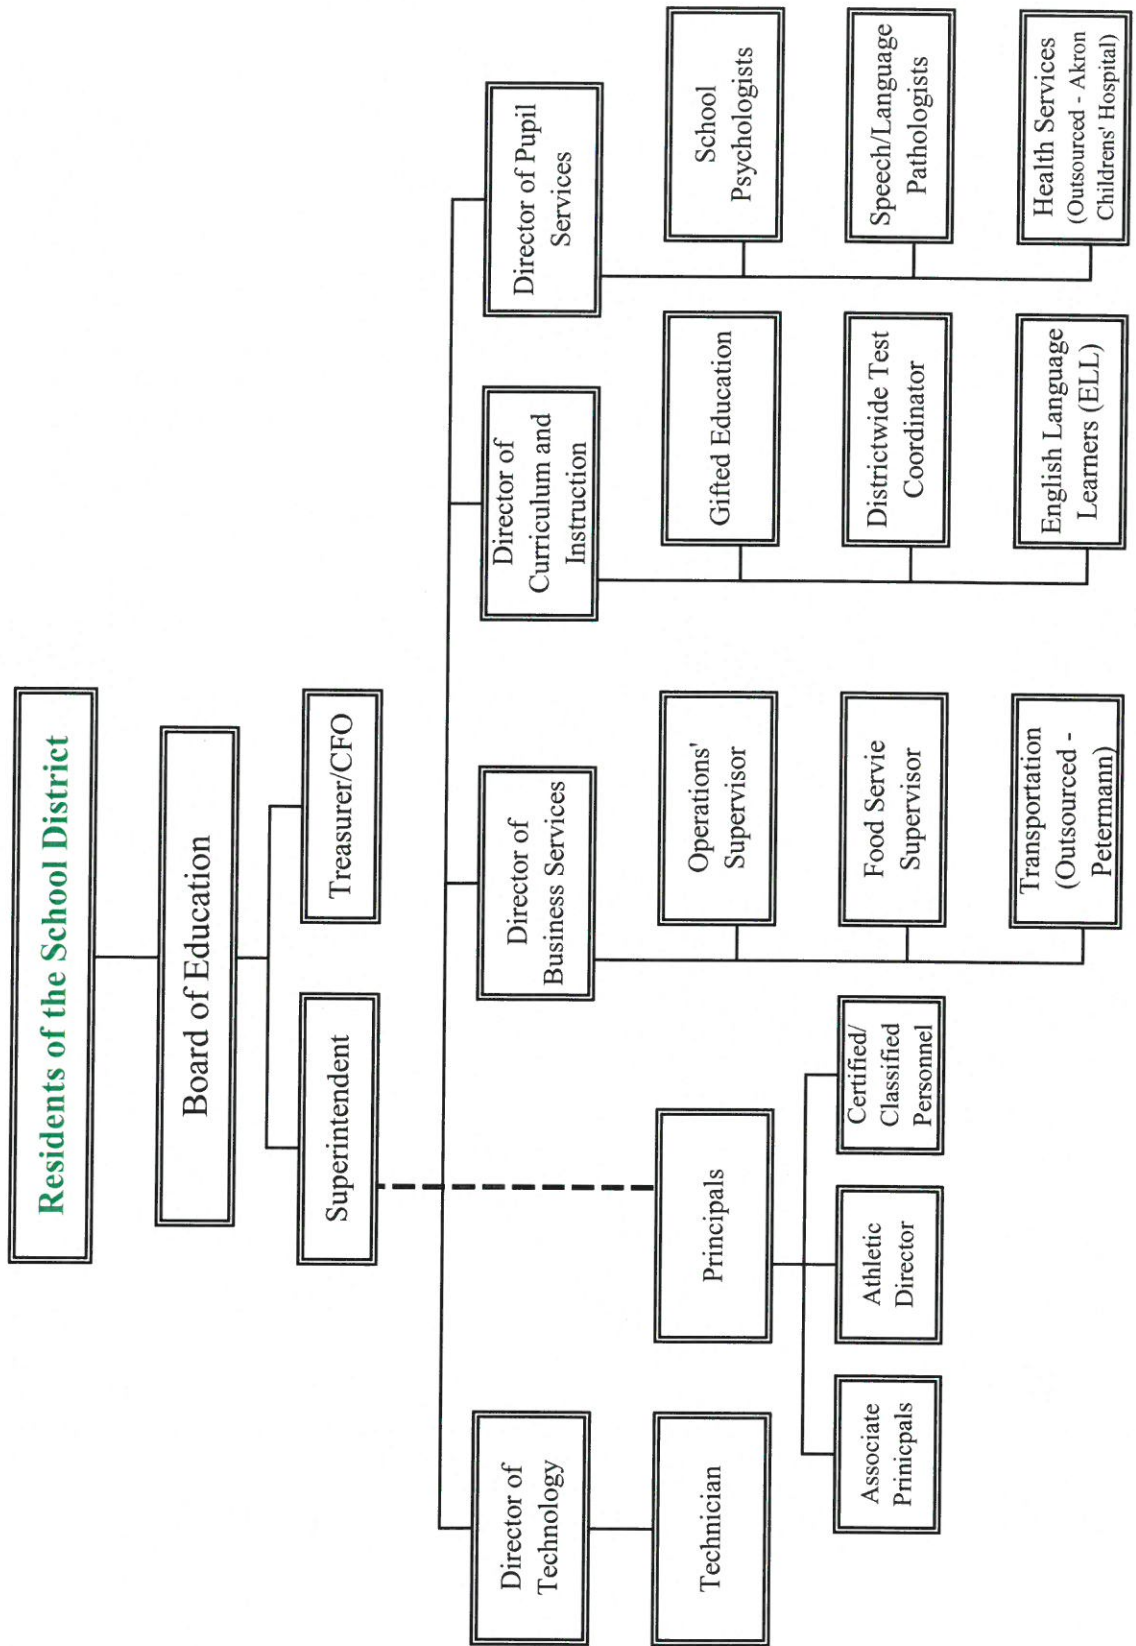 Residents of the School District
Board of Education
Superintendent
Treasurer/CFO
Director of
Technology
Director of
Business Services
Director of
Curriculum and
Instruction
Director of Pupil
Services
Technician
Principals
Operations'
Supervisor
Gifted Education
School
Psychologists
Associate
Prinicpals
Athletic
Director
Certified/
Classified
Personnel
Food Servie
Supervisor
Districtwide Test
Coordinator
Speech/Language
Pathologists
Transportation
(Outsourced -
Petermann)
English Language
Learners (ELL)
Health Services
(Outsourced - Akron
Childrens' Hospital)